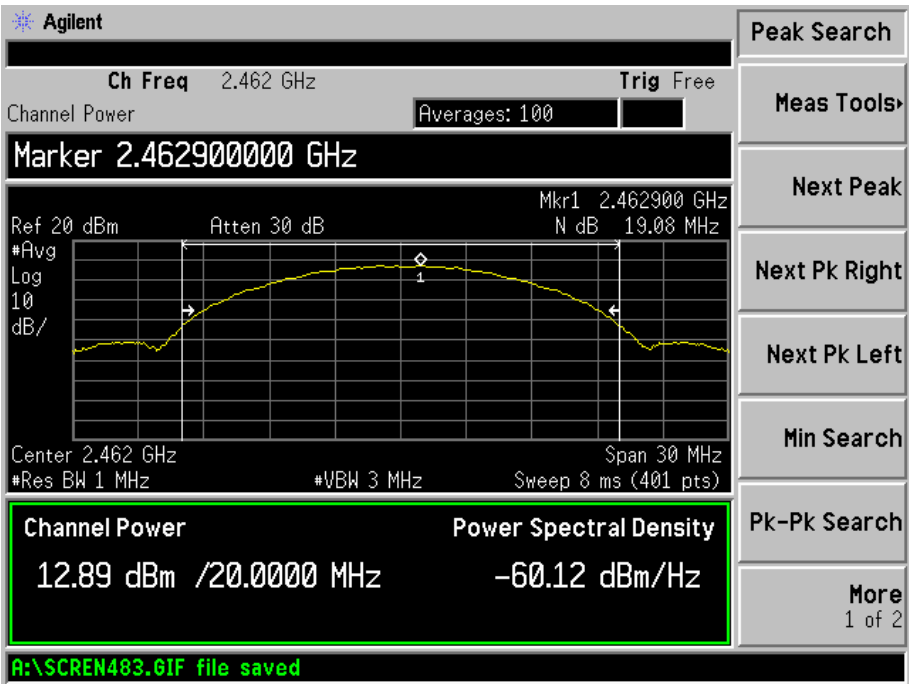 Agilent
Peak Search
Ch Freq 2.462 GHz Trig Free
Channel Power Averages: 100
Meas Tools
Marker 2.462900000 GHz
Next Peak
Mkr1 2.462900 GHz
Ref 20 dBm Atten 30 dB N dB 19.08 MHz
#Avg
Log
10
dB/
1
Next Pk Right
Next Pk Left
Center 2.462 GHz Span 30 MHz
#Res BW 1 MHz #VBW 3 MHz Sweep 8 ms (401 pts)
Min Search
Channel Power Power Spectral Density
12.89 dBm /20.0000 MHz -60.12 dBm/Hz
Pk-Pk Search
More
1 of 2
A:\SCREN483.GIF file saved